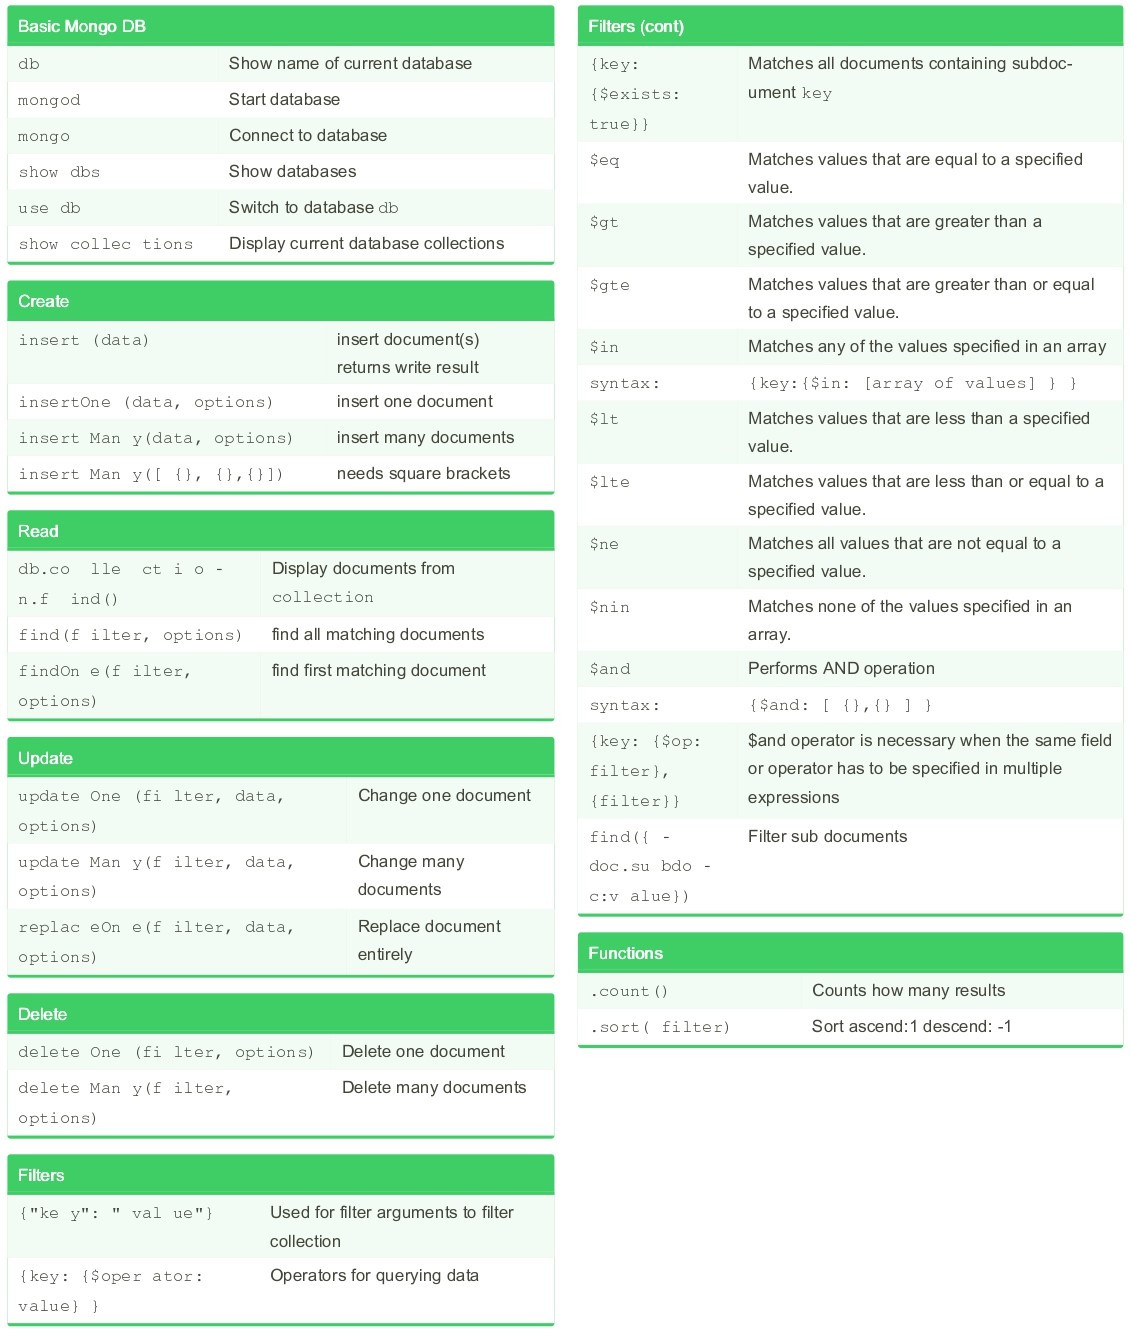 Basic Mongo DB
db Show name of current database
mongod Start database
mongo Connect to database
show dbs Show databases
use db Switch to database db
show collec tions Display current database collections
Create
insert (data) insert document(s)
returns write result
insertOne (data, options) insert one document
insert Man y(data, options) insert many documents
insert Man y([ {}, {},{}]) needs square brackets
Read
db.co lle ct i o - Display documents from
n.f ind() collection
find(f ilter, options) find all matching documents
findOn e(f ilter, find first matching document
options)
Update
update One (fi lter, data, Change one document
options)
update Man y(f ilter, data, Change many
options) documents
replac eOn e(f ilter, data, Replace document
options) entirely
Delete
delete One (fi lter, options) Delete one document
delete Man y(f ilter, Delete many documents
options)
Filters
{"ke y": " val ue"} Used for filter arguments to filter
collection
{key: {$oper ator: Operators for querying data
value} }
Filters (cont)
{key: Matches all documents containing subdoc-
{$exists: ument key
true}}
$eq Matches values that are equal to a specified
value.
$gt Matches values that are greater than a
specified value.
$gte Matches values that are greater than or equal
to a specified value.
$in Matches any of the values specified in an array
syntax: {key:{$in: [array of values] } }
$lt Matches values that are less than a specified
value.
$lte Matches values that are less than or equal to a
specified value.
$ne Matches all values that are not equal to a
specified value.
$nin Matches none of the values specified in an
array.
$and Performs AND operation
syntax: {$and: [ {},{} ] }
{key: {$op: $and operator is necessary when the same field
filter}, or operator has to be specified in multiple
{filter}} expressions
find({ - Filter sub documents
doc.su bdo -
c:v alue})
Functions
.count() Counts how many results
.sort( filter) Sort ascend:1 descend: -1